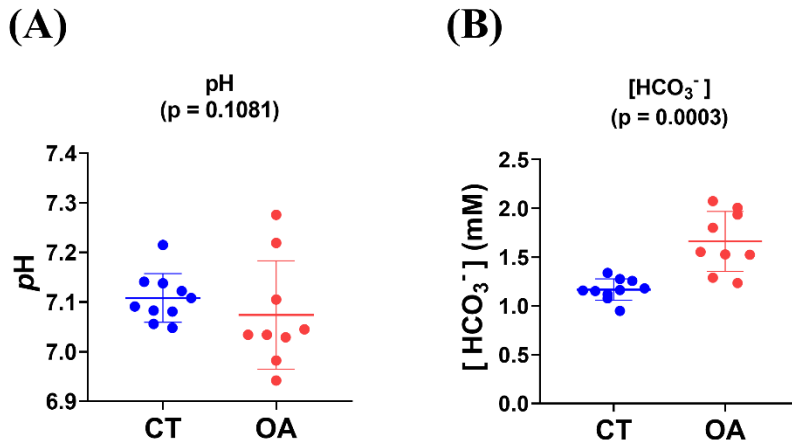 (A)
pH
(p = 0.1081)
pH
7.4
7.3
7.2
7.1
7.0
6.9
CT
OA
(B)
[HCO₃⁻ ]
(p = 0.0003)
[ HCO₃⁻ ] (mM)
2.5
2.0
1.5
1.0
0.5
0.0
CT
OA